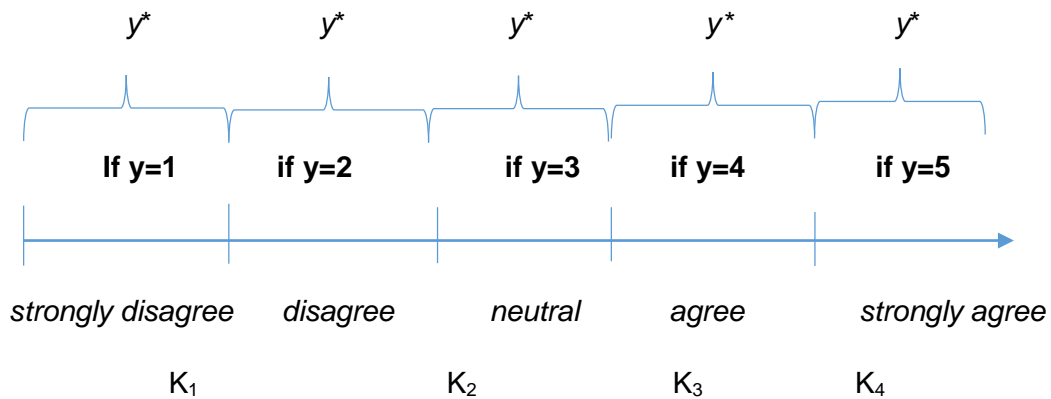 y* y* y* y* y*
If y=1 if y=2 if y=3 if y=4 if y=5
strongly disagree disagree neutral agree strongly agree
K₁ K₂ K₃ K₄